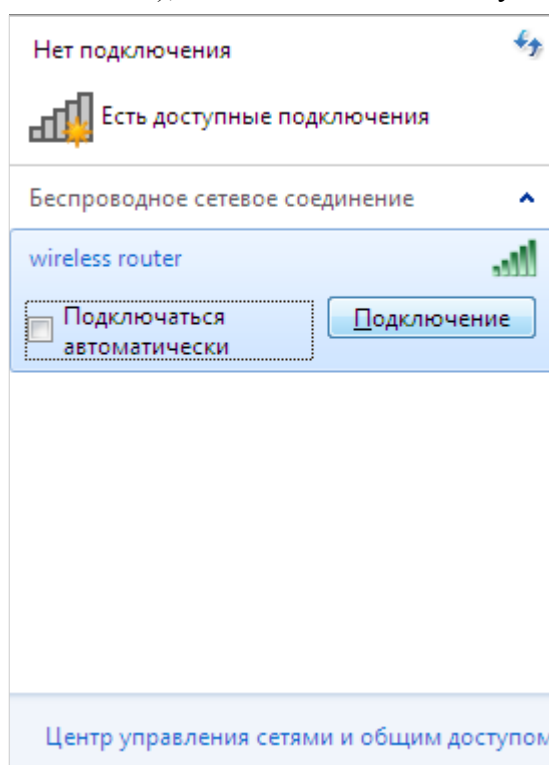 Нет подключения
Есть доступные подключения
Беспроводное сетевое соединение
wireless router
Подключаться
автоматически
Подключение
Центр управления сетями и общим доступом